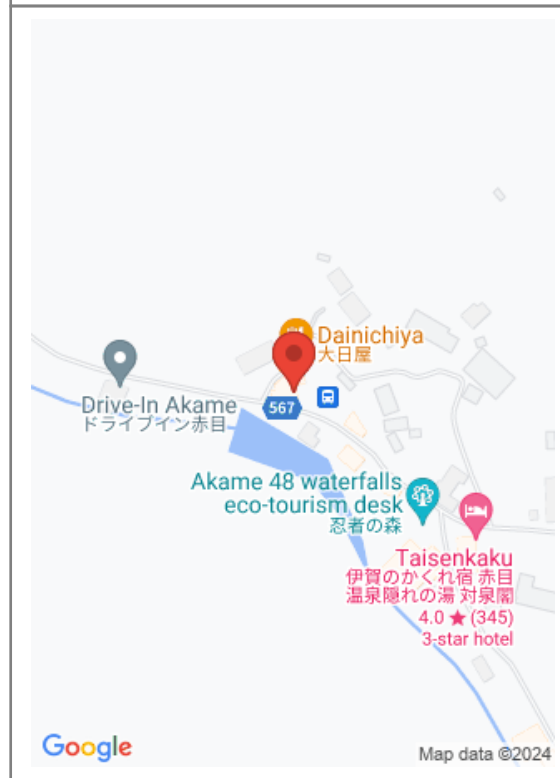 Dainichiya
大日屋
Drive-In Akame
ドライブイン赤目
567
Akame 48 waterfalls
eco-tourism desk
忍者の森
Taisenkaku
伊賀のかくれ宿 赤目
温泉隠れの湯 対泉閣
4.0 ★ (345)
3-star hotel
Google
Map data ©2024